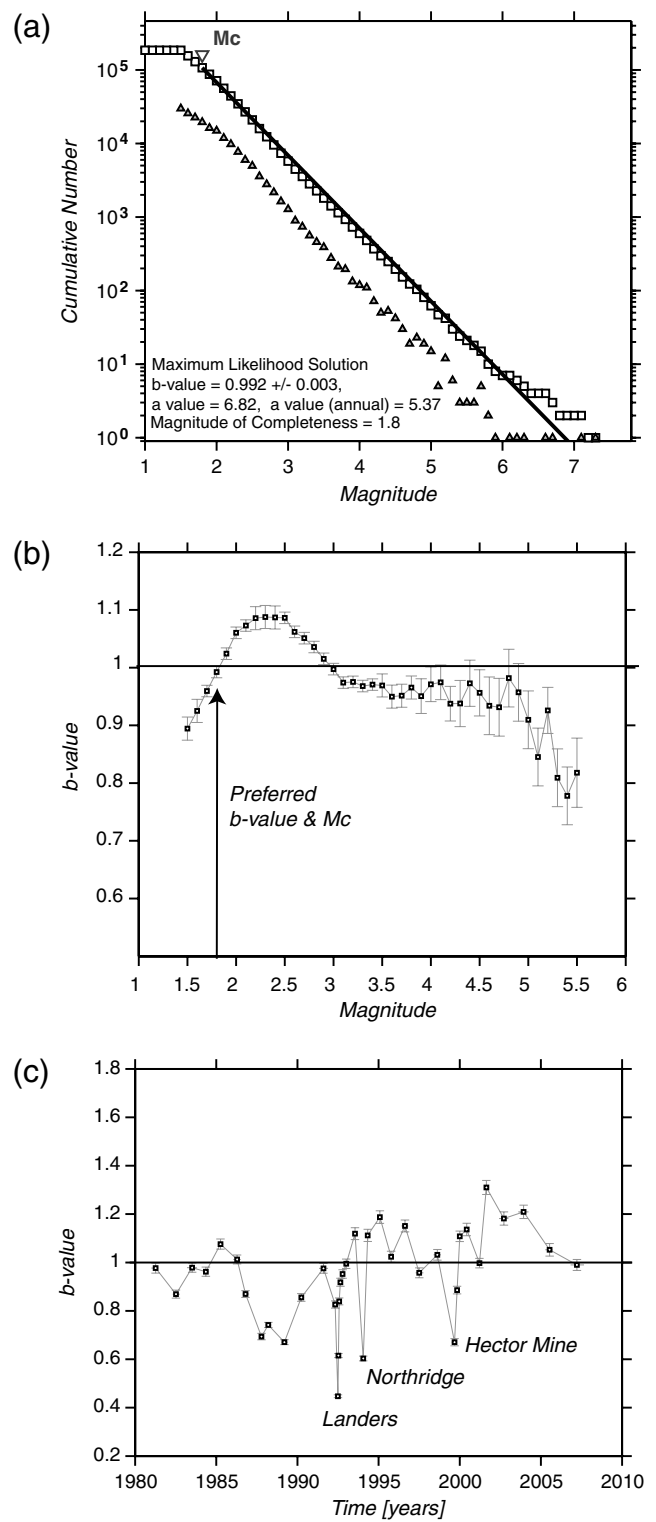 (a)
Mc
10^5
10^4
10^3
10^2
10^1
10^0
Cumulative Number
Maximum Likelihood Solution
b-value = 0.992 +/- 0.003,
a value = 6.82, a value (annual) = 5.37
Magnitude of Completeness = 1.8
1 2 3 4 5 6 7
Magnitude
(b)
1.2
1.1
1
0.9
0.8
0.7
0.6
b-value
Preferred
b-value & Mc
1 1.5 2 2.5 3 3.5 4 4.5 5 5.5 6
Magnitude
(c)
1.8
1.6
1.4
1.2
1
0.8
0.6
0.4
0.2
b-value
Hector Mine
Northridge
Landers
1980 1985 1990 1995 2000 2005 2010
Time [years]